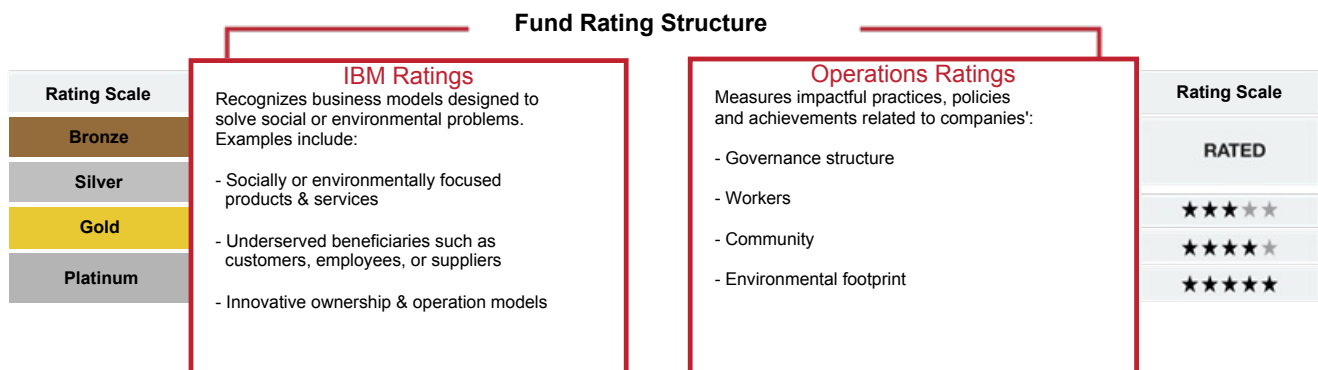 Fund Rating Structure
Rating Scale
Bronze
Silver
Gold
Platinum
IBM Ratings
Recognizes business models designed to
solve social or environmental problems.
Examples include:
- Socially or environmentally focused
products & services
- Underserved beneficiaries such as
customers, employees, or suppliers
- Innovative ownership & operation models
Operations Ratings
Measures impactful practices, policies
and achievements related to companies':
- Governance structure
- Workers
- Community
- Environmental footprint
Rating Scale
RATED